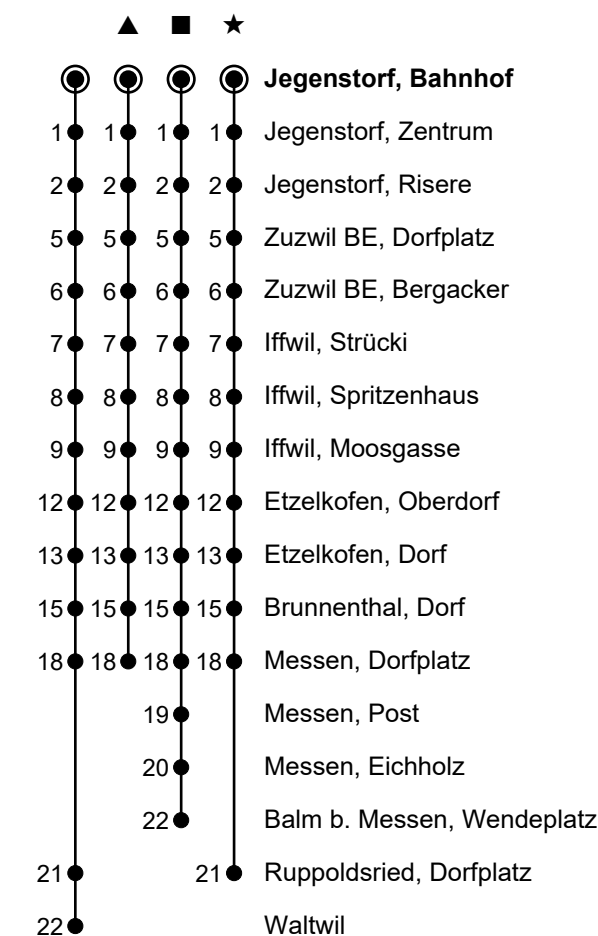 ▲ ■ ★
Jegenstorf, Bahnhof
1 1 1 1 Jegenstorf, Zentrum
2 2 2 2 Jegenstorf, Risere
5 5 5 5 Zuzwil BE, Dorfplatz
6 6 6 6 Zuzwil BE, Bergacker
7 7 7 7 Iffwil, Strücki
8 8 8 8 Iffwil, Spritzenhaus
9 9 9 9 Iffwil, Moosgasse
12 12 12 12 Etzelkofen, Oberdorf
13 13 13 13 Etzelkofen, Dorf
15 15 15 15 Brunnenthal, Dorf
18 18 18 18 Messen, Dorfplatz
19 Messen, Post
20 Messen, Eichholz
22 Balm b. Messen, Wendeplatz
21 21 Ruppoldsried, Dorfplatz
22 Waltwil